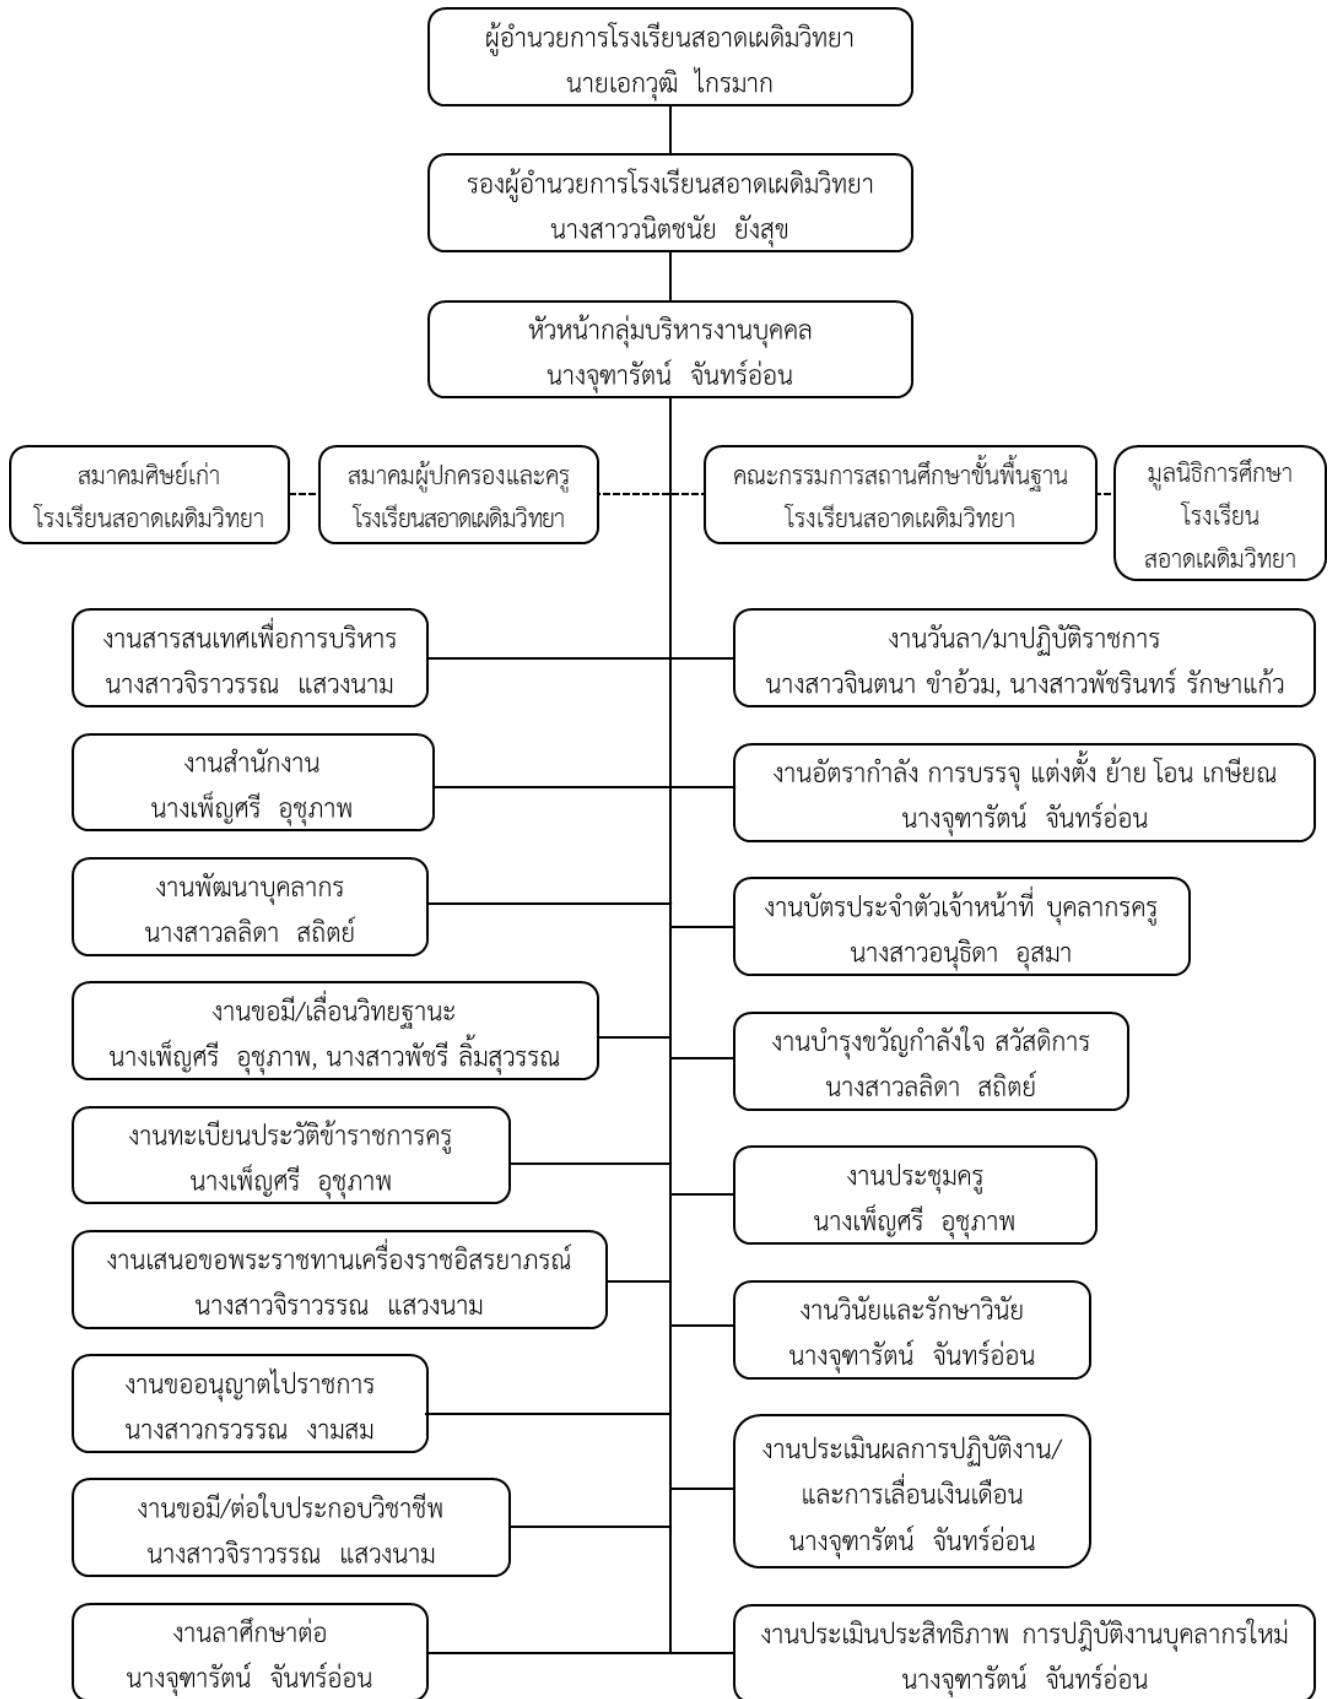 ผู้อำนวยการโรงเรียนสอาดเผดิมวิทยา
นายเอกวุฒิ ไกรมาก
รองผู้อำนวยการโรงเรียนสอาดเผดิมวิทยา
นางสาววนิตชนัย ยังสุข
หัวหน้ากลุ่มบริหารงานบุคคล
นางจุฑารัตน์ จันทร์อ่อน
สมาคมศิษย์เก่า
โรงเรียนสอาดเผดิมวิทยา
สมาคมผู้ปกครองและครู
โรงเรียนสอาดเผดิมวิทยา
คณะกรรมการสถานศึกษาขั้นพื้นฐาน
โรงเรียนสอาดเผดิมวิทยา
มูลนิธิการศึกษา
โรงเรียน
สอาดเผดิมวิทยา
งานสารสนเทศเพื่อการบริหาร
นางสาวจิราวรรณ แสวงนาม
งานวันลา/มาปฏิบัติราชการ
นางสาวจินตนา ขำอ้วม, นางสาวพัชรินทร์ รักษาแก้ว
งานสำนักงาน
นางเพ็ญศรี อุชุภาพ
งานอัตรากำลัง การบรรจุ แต่งตั้ง ย้าย โอน เกษียณ
นางจุฑารัตน์ จันทร์อ่อน
งานพัฒนาบุคลากร
นางสาวลลิดา สถิตย์
งานบัตรประจำตัวเจ้าหน้าที่ บุคลากรครู
นางสาวอนุธิดา อุสมา
งานขอมี/เลื่อนวิทยฐานะ
นางเพ็ญศรี อุชุภาพ, นางสาวพัชรี ลิ้มสุวรรณ
งานบำรุงขวัญกำลังใจ สวัสดิการ
นางสาวลลิดา สถิตย์
งานทะเบียนประวัติข้าราชการครู
นางเพ็ญศรี อุชุภาพ
งานประชุมครู
นางเพ็ญศรี อุชุภาพ
งานเสนอขอพระราชทานเครื่องราชอิสรยาภรณ์
นางสาวจิราวรรณ แสวงนาม
งานวินัยและรักษาวินัย
นางจุฑารัตน์ จันทร์อ่อน
งานขออนุญาตไปราชการ
นางสาวกรวรรณ งามสม
งานประเมินผลการปฏิบัติงาน/
และการเลื่อนเงินเดือน
นางจุฑารัตน์ จันทร์อ่อน
งานขอมี/ต่อใบประกอบวิชาชีพ
นางสาวจิราวรรณ แสวงนาม
งานลาศึกษาต่อ
นางจุฑารัตน์ จันทร์อ่อน
งานประเมินประสิทธิภาพ การปฎิบัติงานบุคลากรใหม่
นางจุฑารัตน์ จันทร์อ่อน